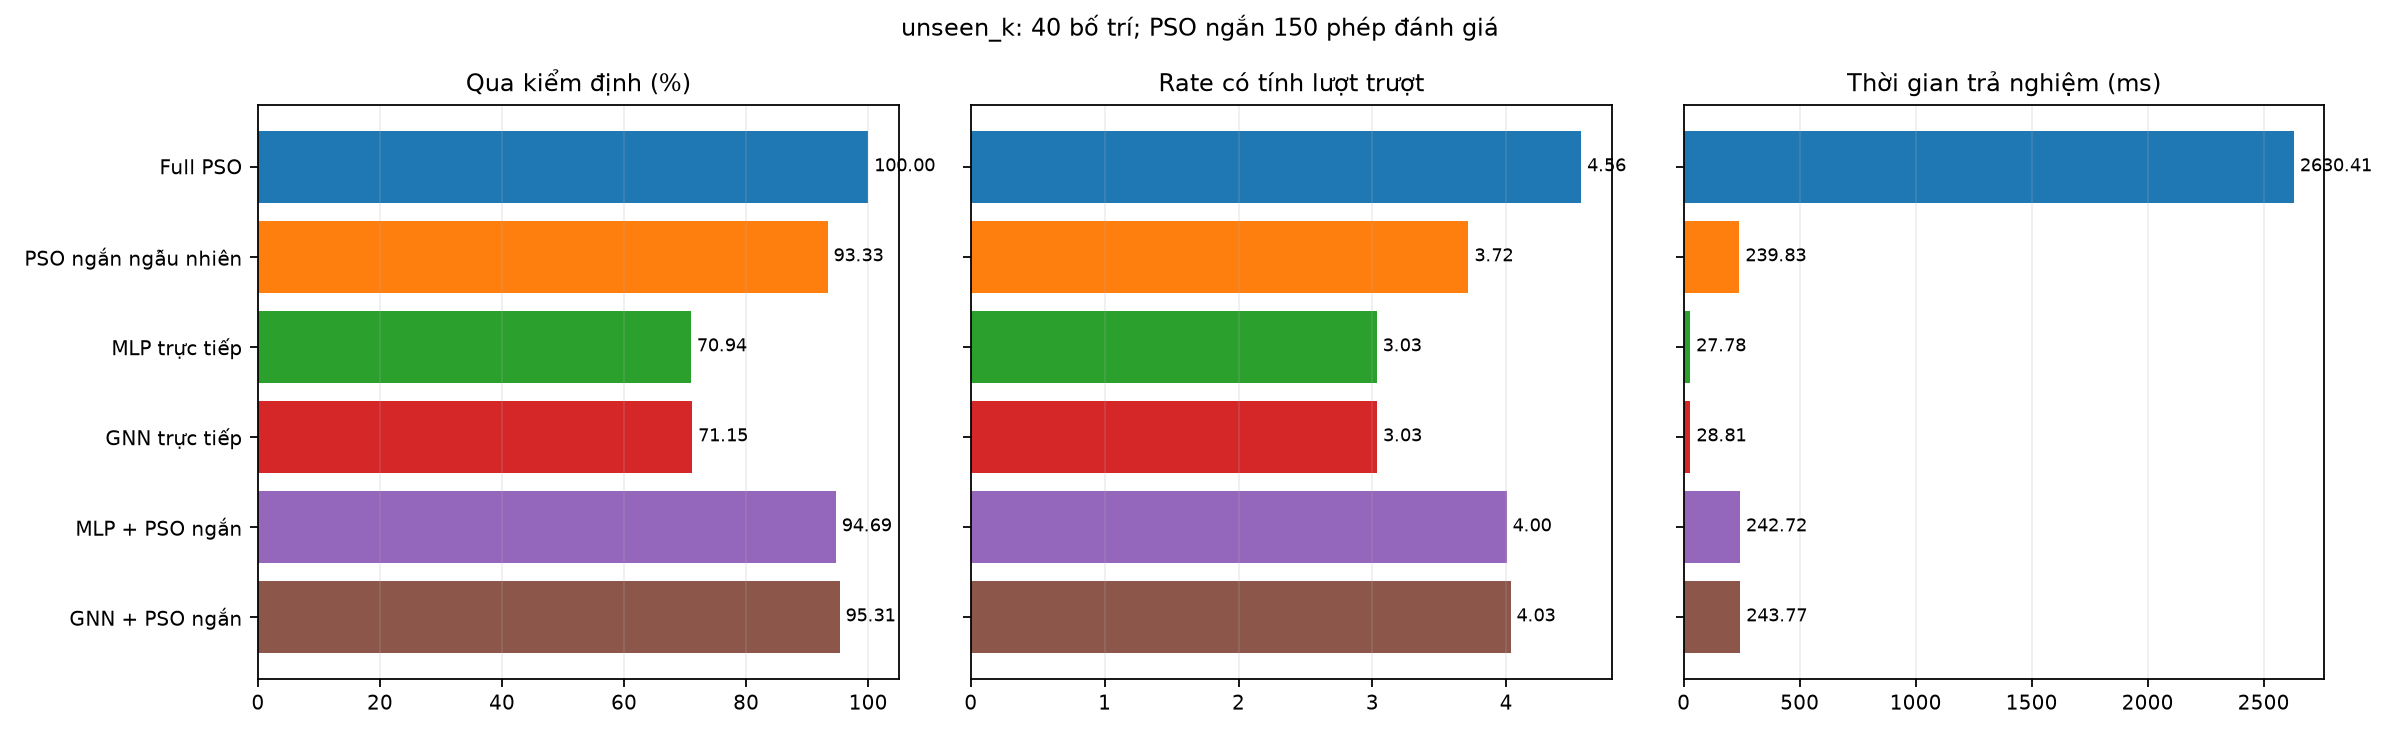 unseen_k: 40 bố trí; PSO ngắn 150 phép đánh giá
Qua kiểm định (%)
Full PSO
PSO ngắn ngẫu nhiên
MLP trực tiếp
GNN trực tiếp
MLP + PSO ngắn
GNN + PSO ngắn
100.00
93.33
70.94
71.15
94.69
95.31
0 20 40 60 80 100
Rate có tính lượt trượt
4.56
3.72
3.03
3.03
4.00
4.03
0 1 2 3 4
Thời gian trả nghiệm (ms)
2630.41
239.83
27.78
28.81
242.72
243.77
0 500 1000 1500 2000 2500